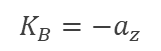 K_B = −a_z